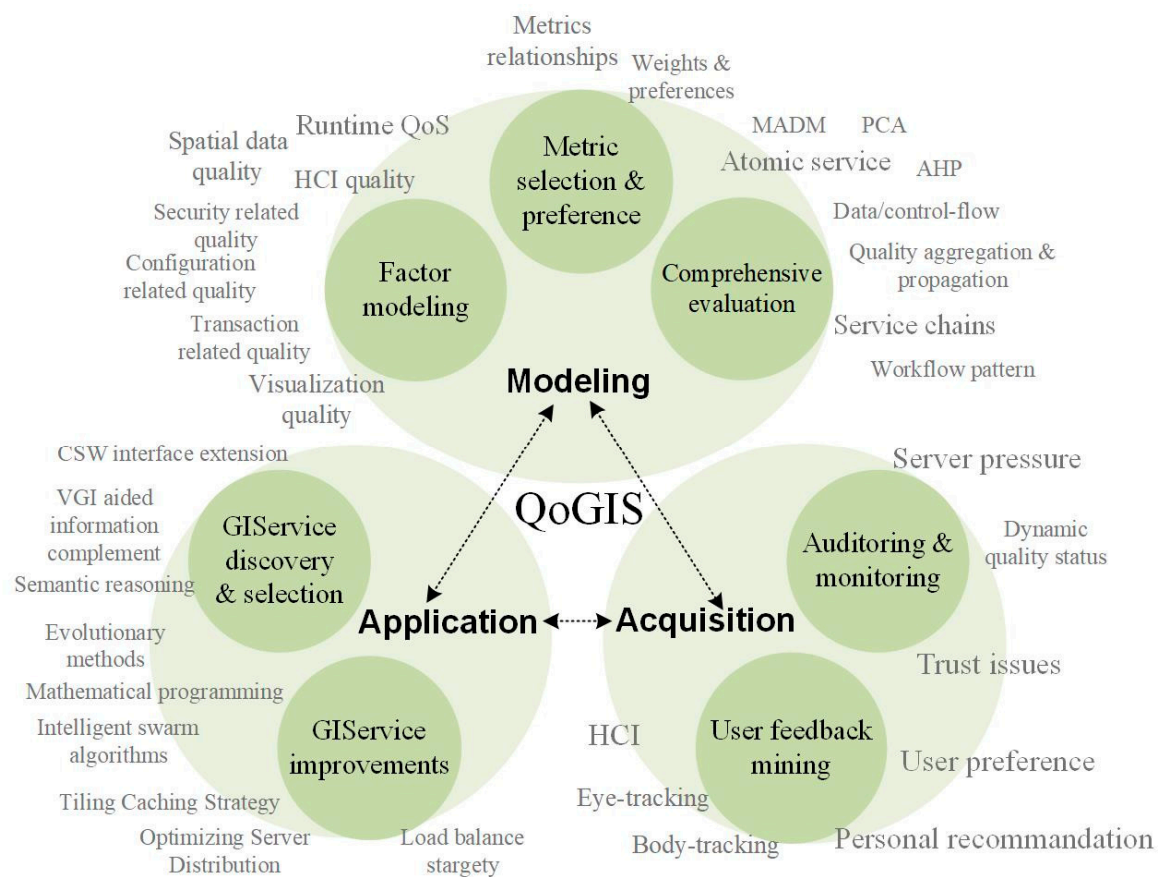 Metrics
relationships
Weights &
preferences
Runtime QoS
Spatial data
quality
HCI quality
Security related
quality
Configuration
related quality
Transaction
related quality
Visualization
quality
Metric
selection &
preference
Factor
modeling
MADM
PCA
Atomic service
AHP
Data/control-flow
Quality aggregation &
propagation
Comprehensive
evaluation
Service chains
Workflow pattern
Modeling
QoGIS
CSW interface extension
VGI aided
information
complement
Semantic reasoning
GIService
discovery
& selection
Application
Evolutionary
methods
Mathematical programming
Intelligent swarm
algorithms
GIService
improvements
Tiling Caching Strategy
Optimizing Server
Distribution
Load balance
stargety
Server pressure
Auditoring &
monitoring
Dynamic
quality status
Acquisition
Trust issues
HCI
User feedback
mining
User preference
Eye-tracking
Body-tracking
Personal recommandation